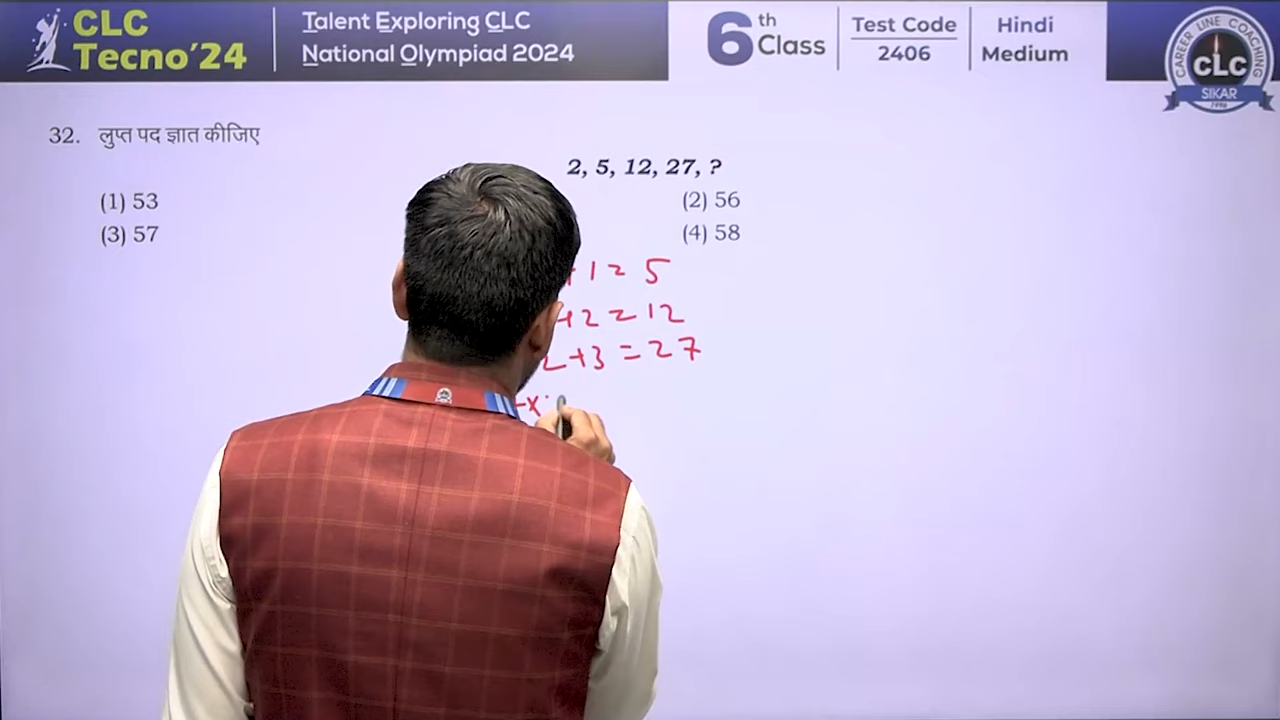 CLC
Tecno'24
Talent Exploring CLC
National Olympiad 2024
6th Class
Test Code
2406
Hindi
Medium
CAREER LINE COACHING
CLC
SIKAR
32. लुप्त पद ज्ञात कीजिए
2, 5, 12, 27, ?
(1) 53 (2) 56
(3) 57 (4) 58
+1=5
+2=12
2+3=27